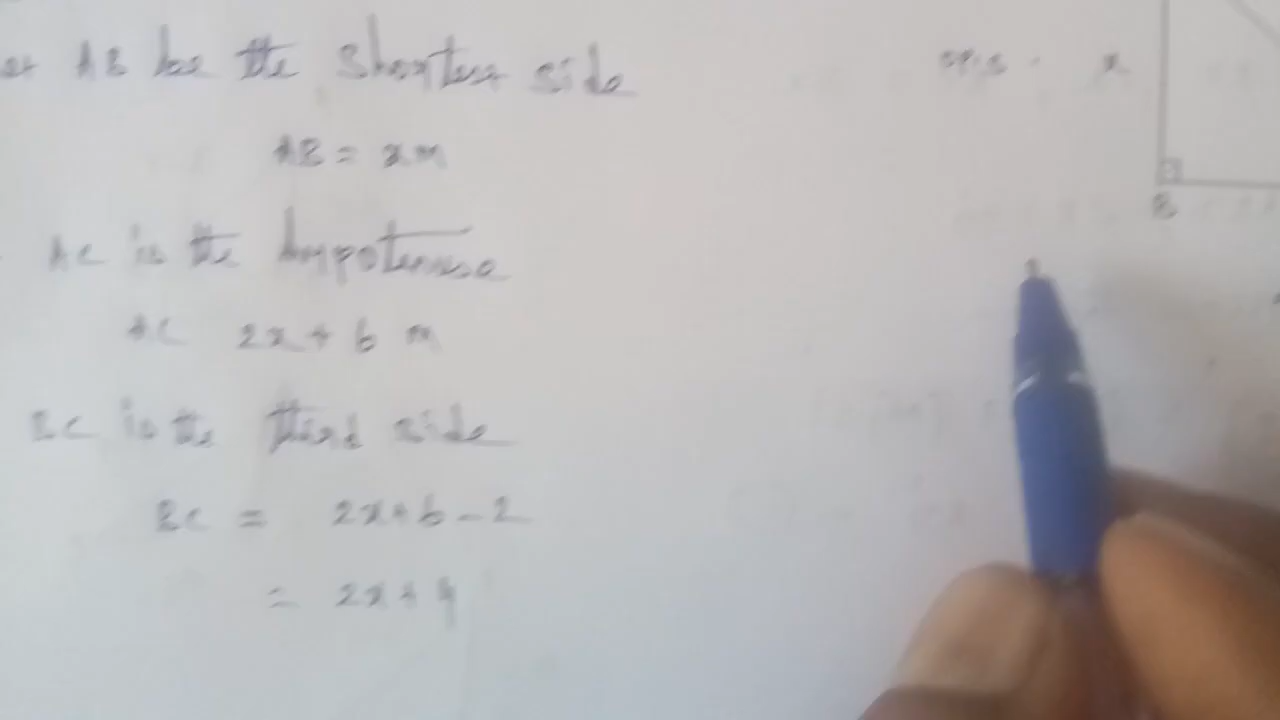 AB be the shortest side
x
AB = x m
B
AC is the hypotenuse
AC 2x + 6 m
BC is the third side
BC = 2x + 6 - 2
= 2x + 4